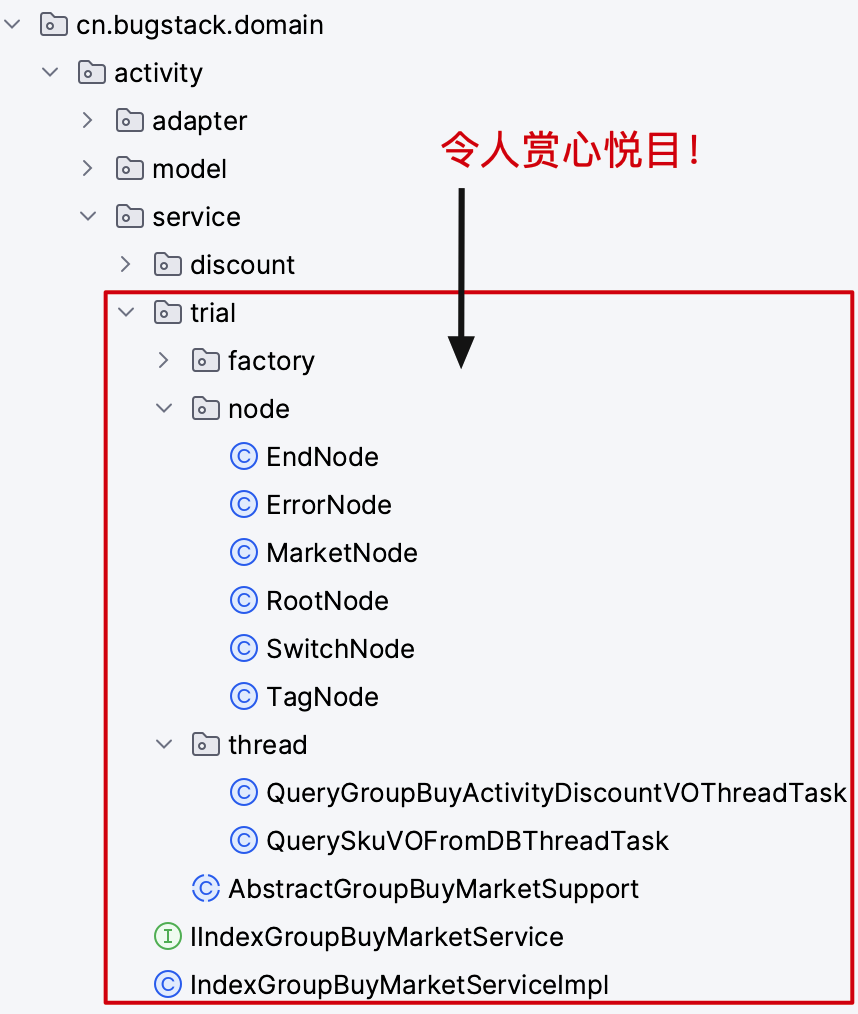 cn.bugstack.domain
activity
adapter
令人赏心悦目！
model
service
discount
trial
factory
node
EndNode
ErrorNode
MarketNode
RootNode
SwitchNode
TagNode
thread
QueryGroupBuyActivityDiscountVOThreadTask
QuerySkuVOFromDBThreadTask
AbstractGroupBuyMarketSupport
IIndexGroupBuyMarketService
IndexGroupBuyMarketServiceImpl